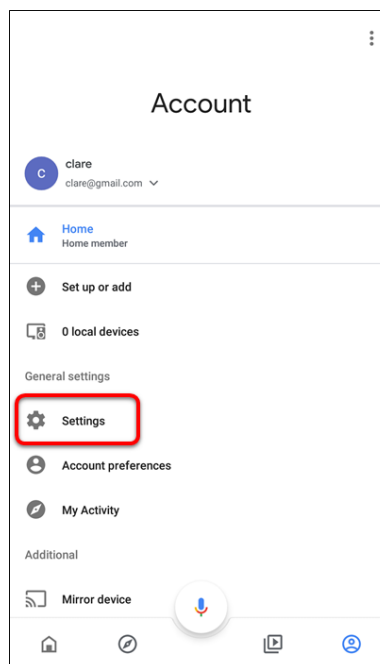 Account
C
clare
clare@gmail.com
Home
Home member
Set up or add
0 local devices
General settings
Settings
Account preferences
My Activity
Additional
Mirror device